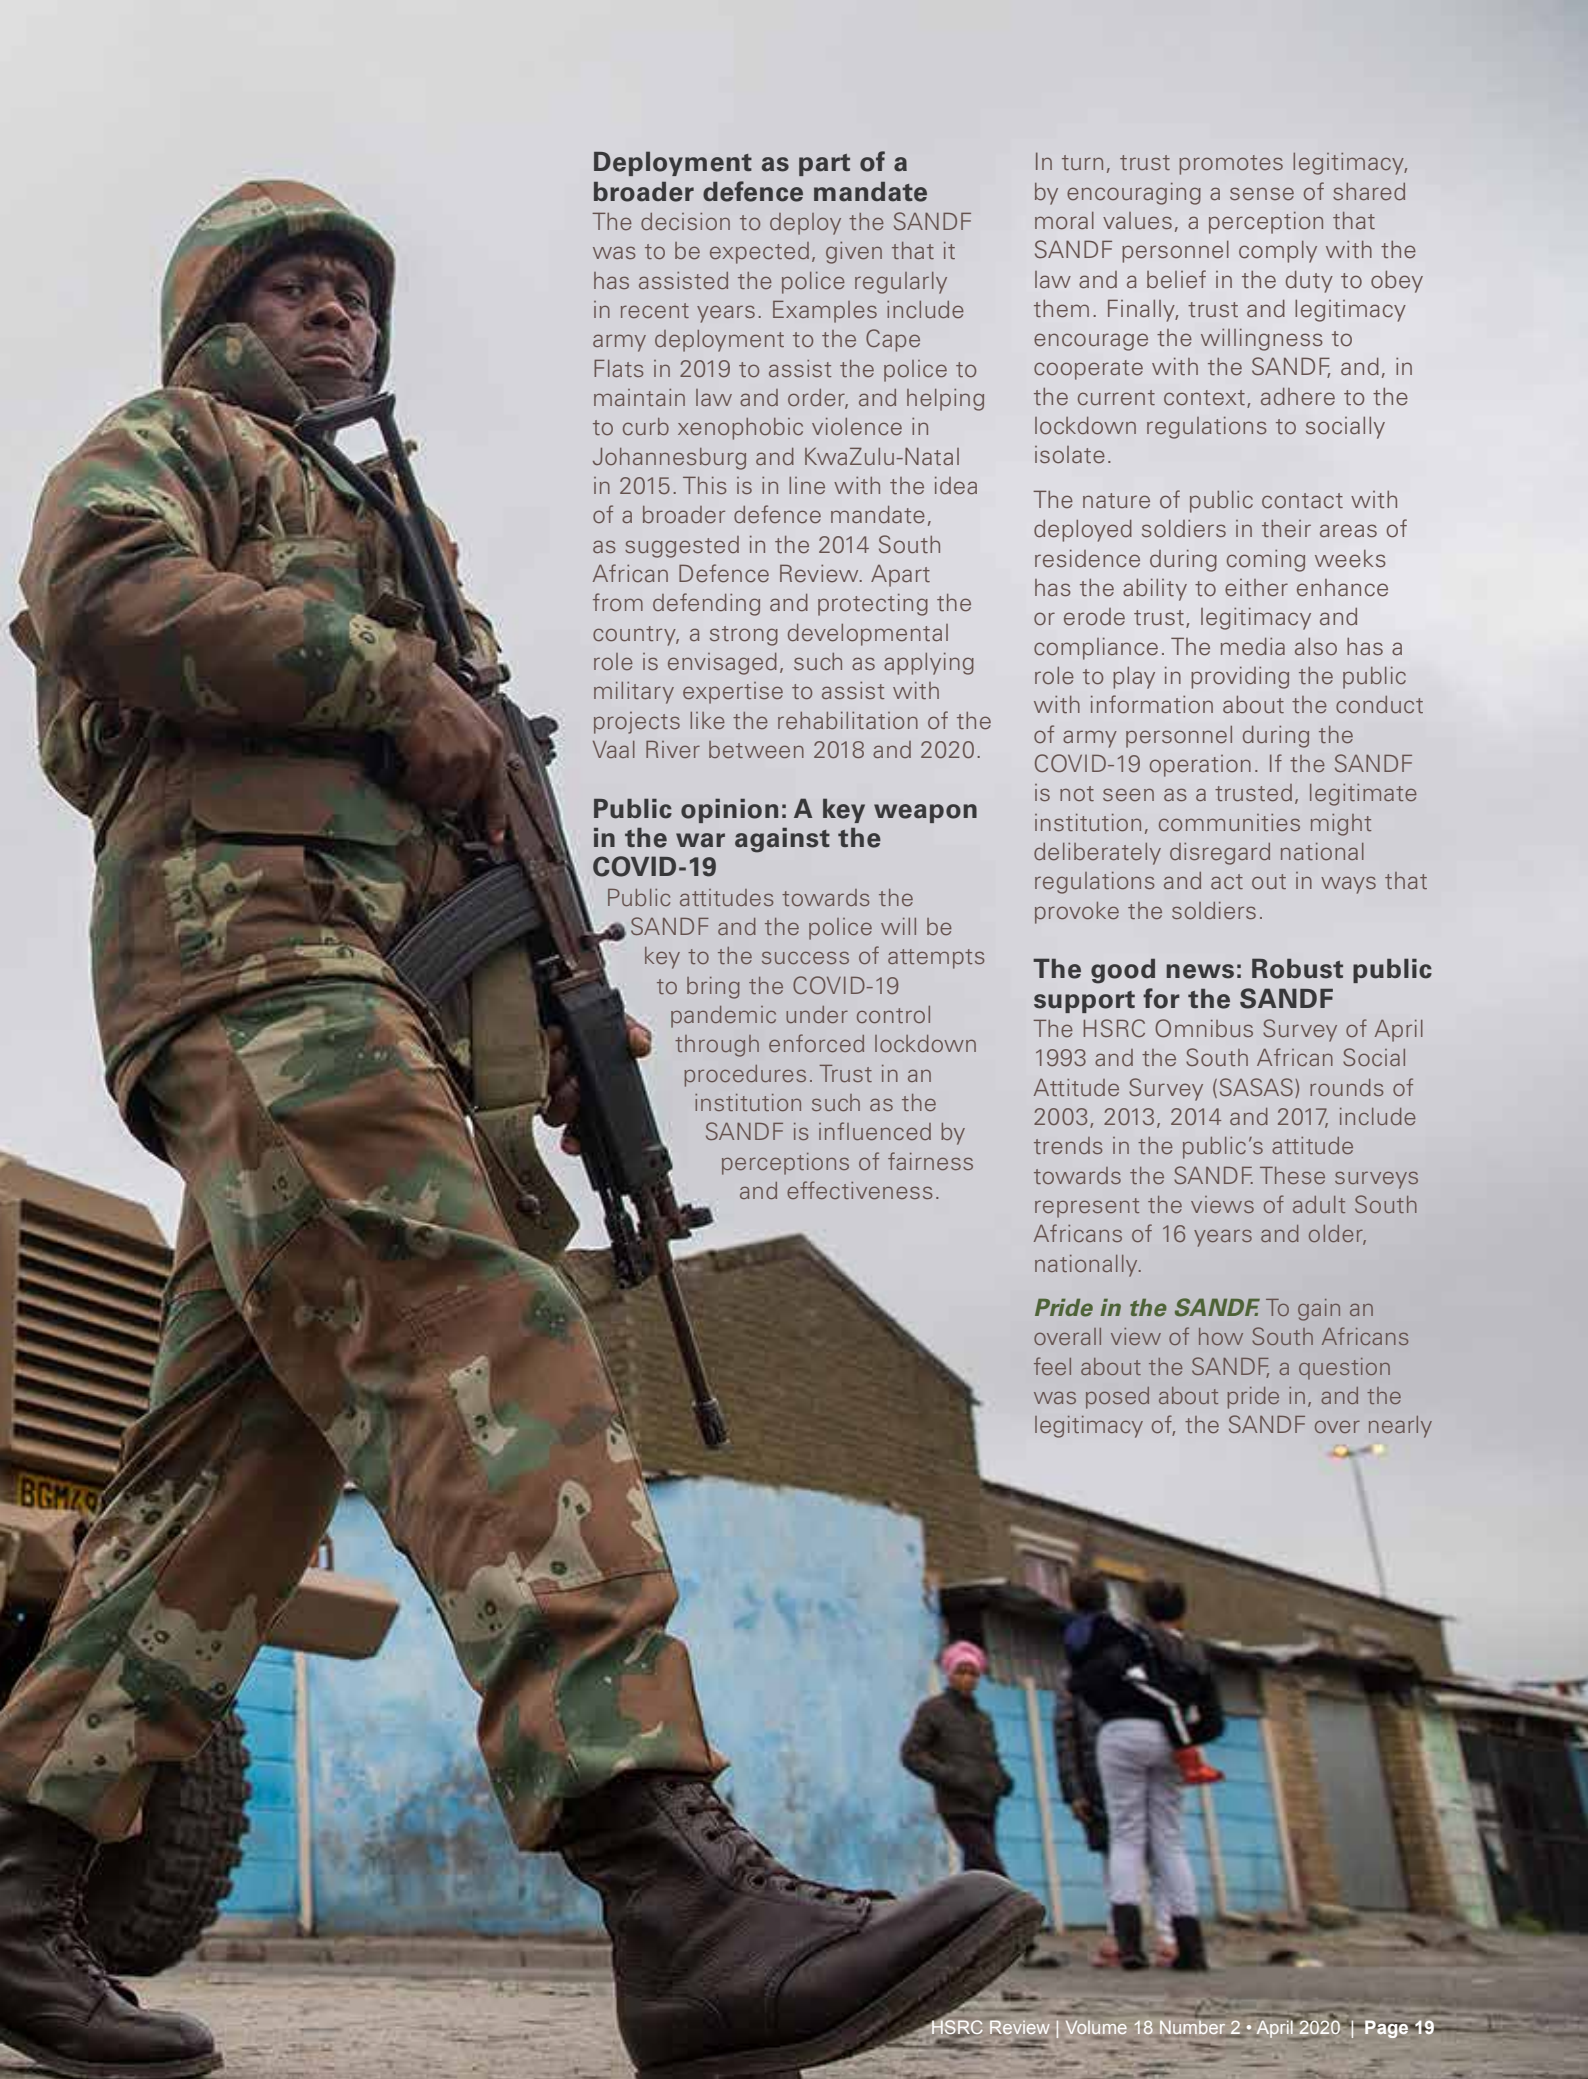 Deployment as part of a
broader defence mandate
The decision to deploy the SANDF
was to be expected, given that it
has assisted the police regularly
in recent years. Examples include
army deployment to the Cape
Flats in 2019 to assist the police to
maintain law and order, and helping
to curb xenophobic violence in
Johannesburg and KwaZulu-Natal
in 2015. This is in line with the idea
of a broader defence mandate,
as suggested in the 2014 South
African Defence Review. Apart
from defending and protecting the
country, a strong developmental
role is envisaged, such as applying
military expertise to assist with
projects like the rehabilitation of the
Vaal River between 2018 and 2020.
Public opinion: A key weapon
in the war against the
COVID-19
Public attitudes towards the
SANDF and the police will be
key to the success of attempts
to bring the COVID-19
pandemic under control
through enforced lockdown
procedures. Trust in an
institution such as the
SANDF is influenced by
perceptions of fairness
and effectiveness.
In turn, trust promotes legitimacy,
by encouraging a sense of shared
moral values, a perception that
SANDF personnel comply with the
law and a belief in the duty to obey
them. Finally, trust and legitimacy
encourage the willingness to
cooperate with the SANDF, and, in
the current context, adhere to the
lockdown regulations to socially
isolate.
The nature of public contact with
deployed soldiers in their areas of
residence during coming weeks
has the ability to either enhance
or erode trust, legitimacy and
compliance. The media also has a
role to play in providing the public
with information about the conduct
of army personnel during the
COVID-19 operation. If the SANDF
is not seen as a trusted, legitimate
institution, communities might
deliberately disregard national
regulations and act out in ways that
provoke the soldiers.
The good news: Robust public
support for the SANDF
The HSRC Omnibus Survey of April
1993 and the South African Social
Attitude Survey (SASAS) rounds of
2003, 2013, 2014 and 2017, include
trends in the public's attitude
towards the SANDF. These surveys
represent the views of adult South
Africans of 16 years and older,
nationally.
Pride in the SANDF. To gain an
overall view of how South Africans
feel about the SANDF, a question
was posed about pride in, and the
legitimacy of, the SANDF over nearly
HSRC Review | Volume 18 Number 2 • April 2020 | Page 19